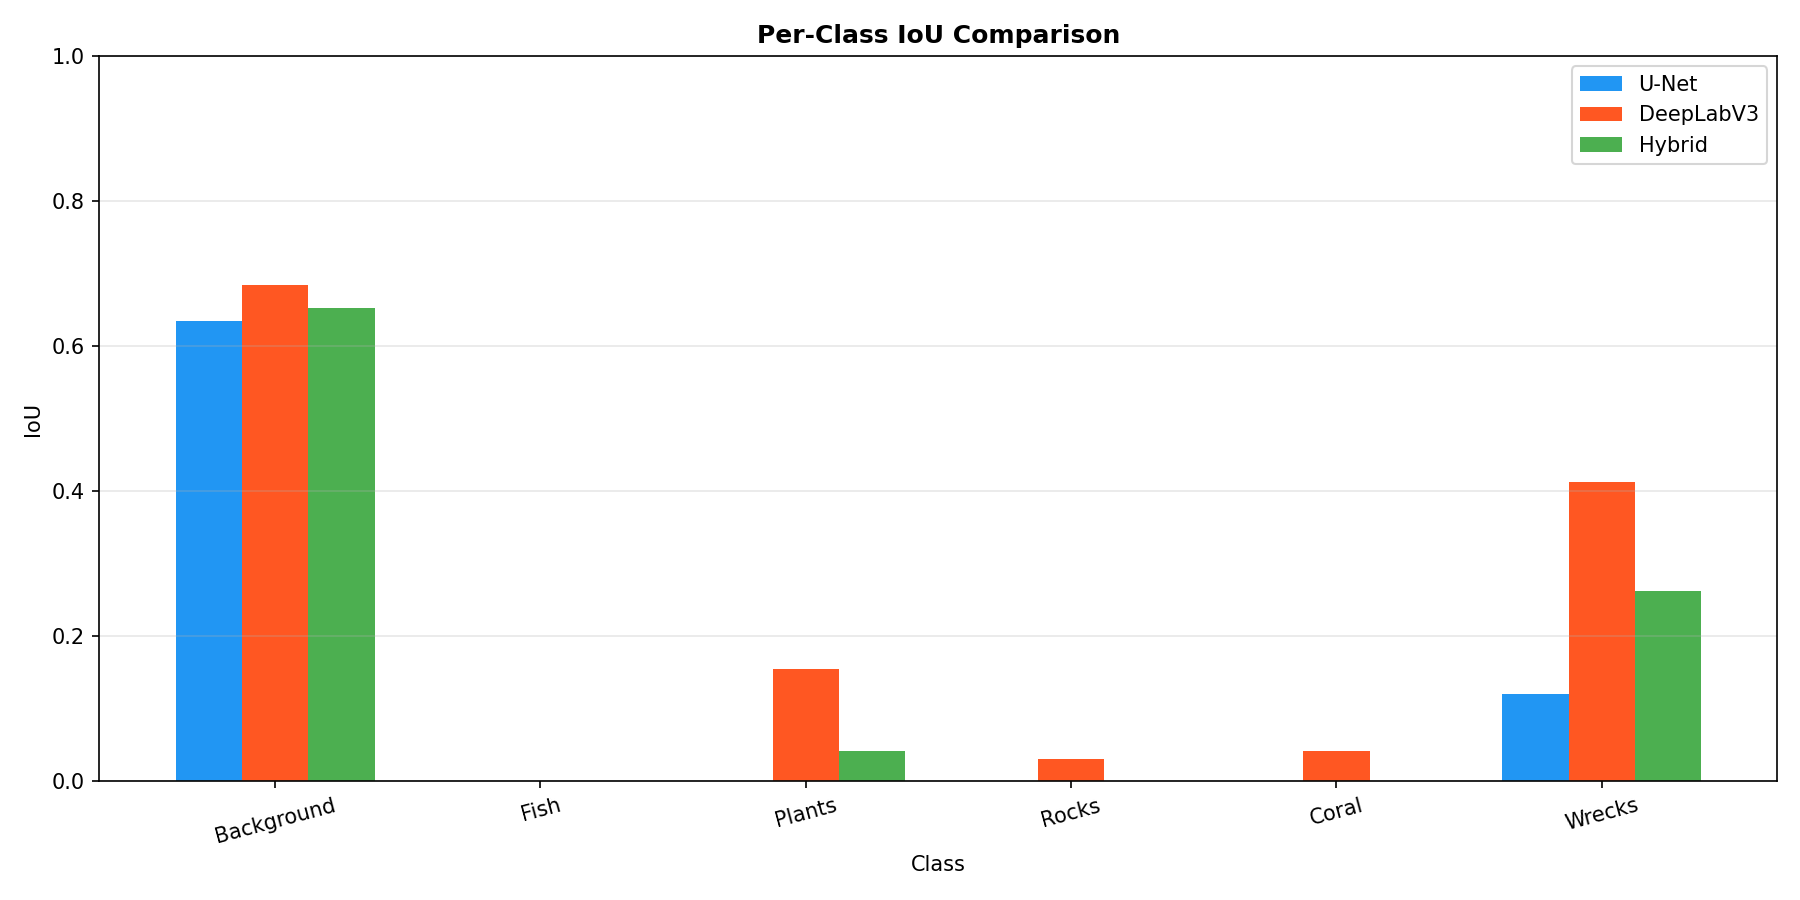 Per-Class IoU Comparison
1.0
0.8
0.6
0.4
0.2
0.0
IoU
U-Net
DeepLabV3
Hybrid
Background
Fish
Plants
Rocks
Coral
Wrecks
Class